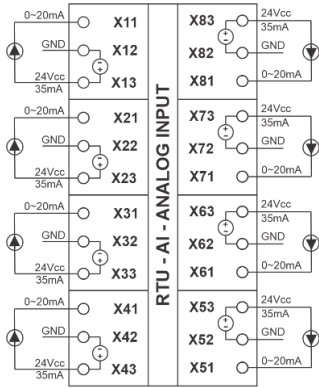 0~20mA X11 X83 24Vcc
35mA
GND X12 X82 GND
24Vcc X13 X81 0~20mA
35mA
0~20mA X21 X73 24Vcc
35mA
GND X22 X72 GND
24Vcc X23 X71 0~20mA
35mA
RTU - AI - ANALOG INPUT
0~20mA X31 X63 24Vcc
35mA
GND X32 X62 GND
24Vcc X33 X61 0~20mA
35mA
0~20mA X41 X53 24Vcc
35mA
GND X42 X52 GND
24Vcc X43 X51 0~20mA
35mA